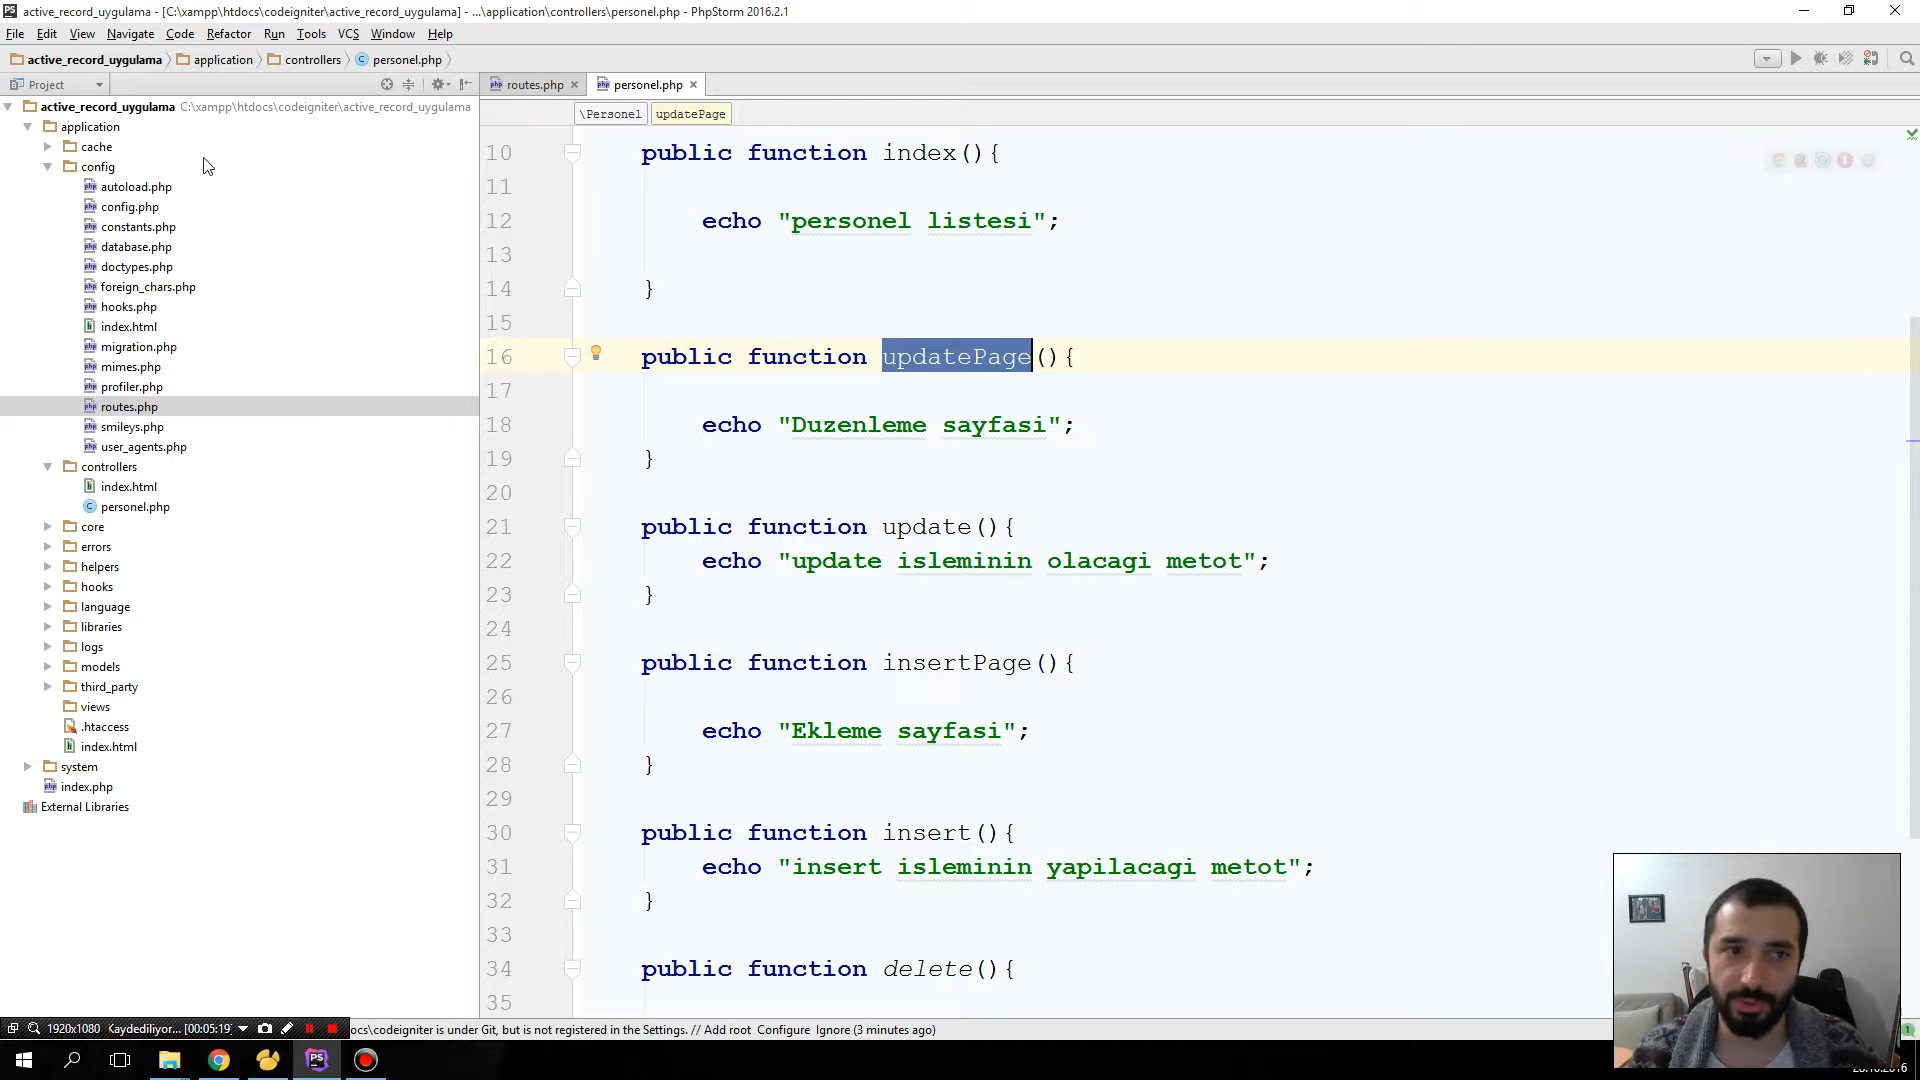 active_record_uygulama - [C:\xampp\htdocs\codeigniter\active_record_uygulama] - ...\application\controllers\personel.php - PhpStorm 2016.2.1
File Edit View Navigate Code Refactor Run Tools VCS Window Help
active_record_uygulama application controllers personel.php
Project
routes.php
personel.php
\Personel
updatePage
active_record_uygulama C:\xampp\htdocs\codeigniter\active_record_uygulama
application
cache
config
autoload.php
config.php
constants.php
database.php
doctypes.php
foreign_chars.php
hooks.php
index.html
migration.php
mimes.php
profiler.php
routes.php
smileys.php
user_agents.php
controllers
index.html
personel.php
core
errors
helpers
hooks
language
libraries
logs
models
third_party
views
.htaccess
index.html
system
index.php
External Libraries
10 public function index(){
11
12 echo "personel listesi";
13
14 }
15
16 public function updatePage(){
17
18 echo "Duzenleme sayfasi";
19 }
20
21 public function update(){
22 echo "update isleminin olacagi metot";
23 }
24
25 public function insertPage(){
26
27 echo "Ekleme sayfasi";
28 }
29
30 public function insert(){
31 echo "insert isleminin yapilacagi metot";
32 }
33
34 public function delete(){
35
1920x1080 Kaydediliyor... [00:05:19]
ocs\codeigniter is under Git, but is not registered in the Settings. // Add root Configure Ignore (3 minutes ago)